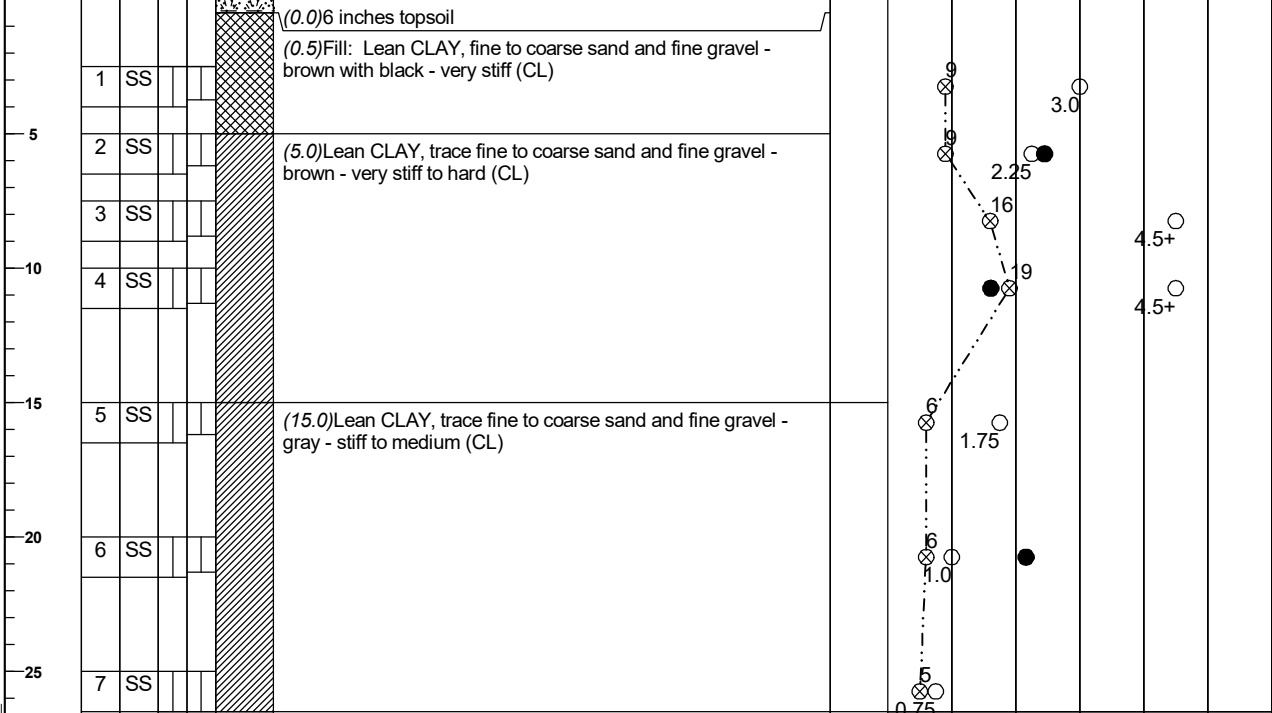 (0.0)6 inches topsoil
(0.5)Fill: Lean CLAY, fine to coarse sand and fine gravel -
brown with black - very stiff (CL)
9
1 SS
3.0
5
9
2 SS
(5.0)Lean CLAY, trace fine to coarse sand and fine gravel -
brown - very stiff to hard (CL)
2.25
16
3 SS
4.5+
10
19
4 SS
4.5+
15
6
5 SS
(15.0)Lean CLAY, trace fine to coarse sand and fine gravel -
gray - stiff to medium (CL)
1.75
20
6
6 SS
1.0
25
5
7 SS
0.75